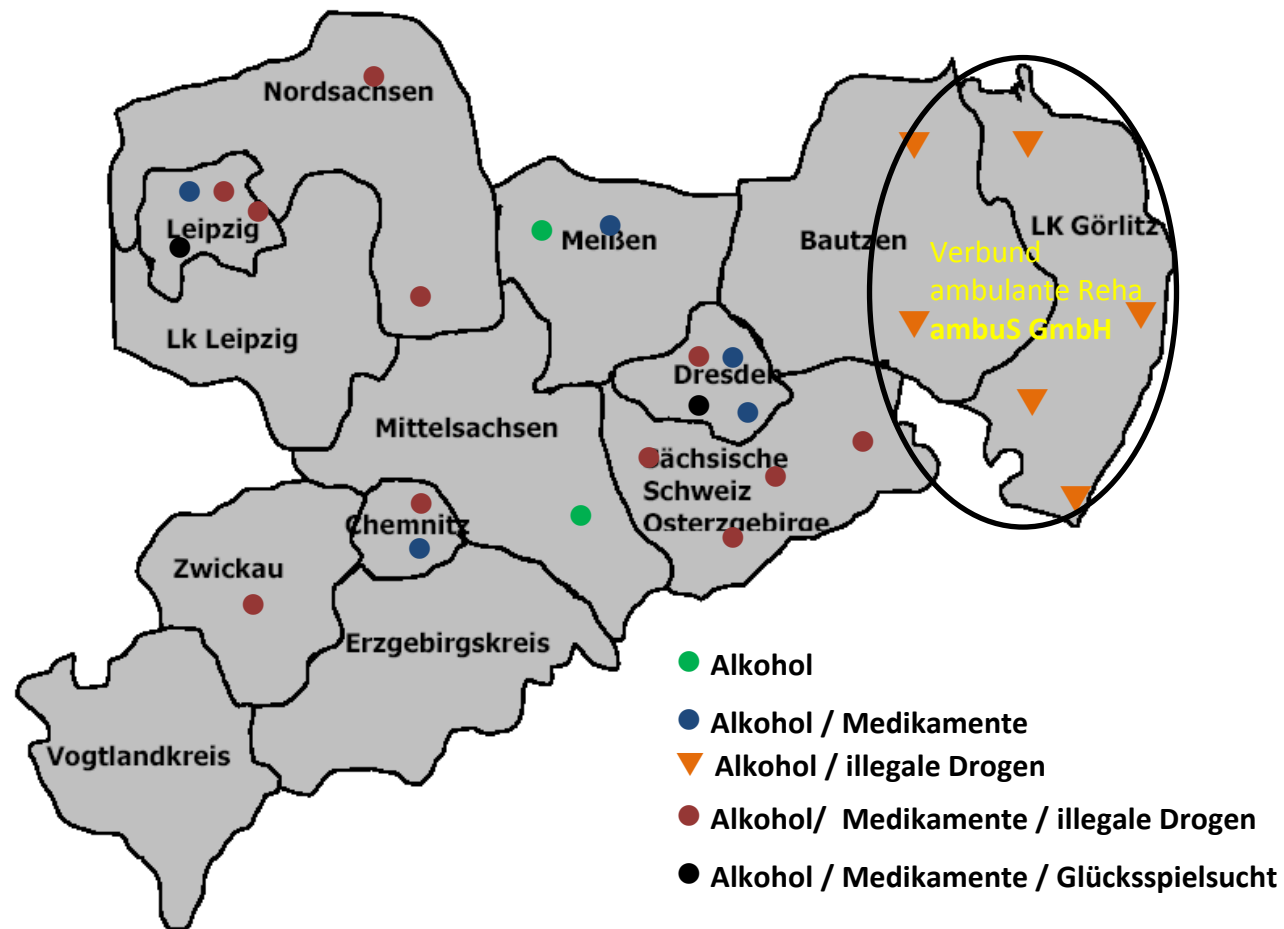 Nordsachsen
Leipzig
Meißen
Bautzen
LK Görlitz
Verbund
ambulante Reha
ambuS GmbH
Lk Leipzig
Dresden
Mittelsachsen
Sächsische
Schweiz
Osterzgebirge
Chemnitz
Zwickau
Erzgebirgskreis
Vogtlandkreis
Alkohol
Alkohol / Medikamente
Alkohol / illegale Drogen
Alkohol/ Medikamente / illegale Drogen
Alkohol / Medikamente / Glücksspielsucht